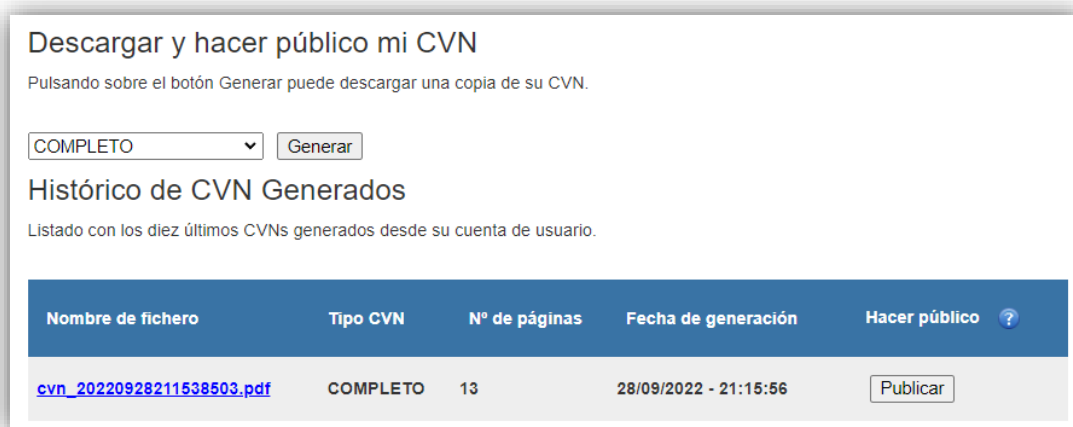 Descargar y hacer público mi CVN
Pulsando sobre el botón Generar puede descargar una copia de su CVN.
COMPLETO Generar
Histórico de CVN Generados
Listado con los diez últimos CVNs generados desde su cuenta de usuario.
Nombre de fichero Tipo CVN Nº de páginas Fecha de generación Hacer público ?
cvn_20220928211538503.pdf COMPLETO 13 28/09/2022 - 21:15:56 Publicar